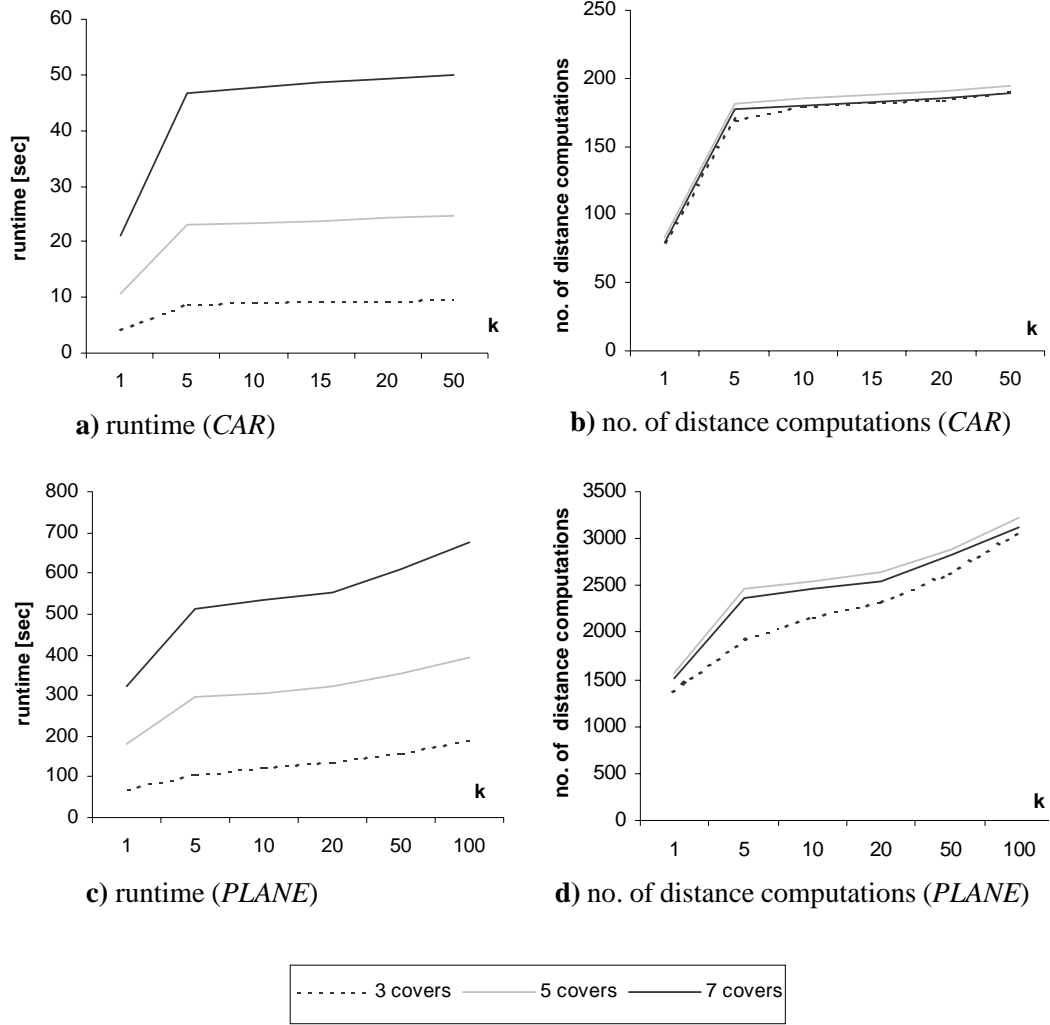 60
50
40
30
20
10
0
runtime [sec]
k
1 5 10 15 20 50
a) runtime (CAR)
250
200
150
100
50
0
no. of distance computations
k
1 5 10 15 20 50
b) no. of distance computations (CAR)
800
700
600
500
400
300
200
100
0
runtime [sec]
k
1 5 10 20 50 100
c) runtime (PLANE)
3500
3000
2500
2000
1500
1000
500
0
no. of distance computations
k
1 5 10 20 50 100
d) no. of distance computations (PLANE)
3 covers 5 covers 7 covers